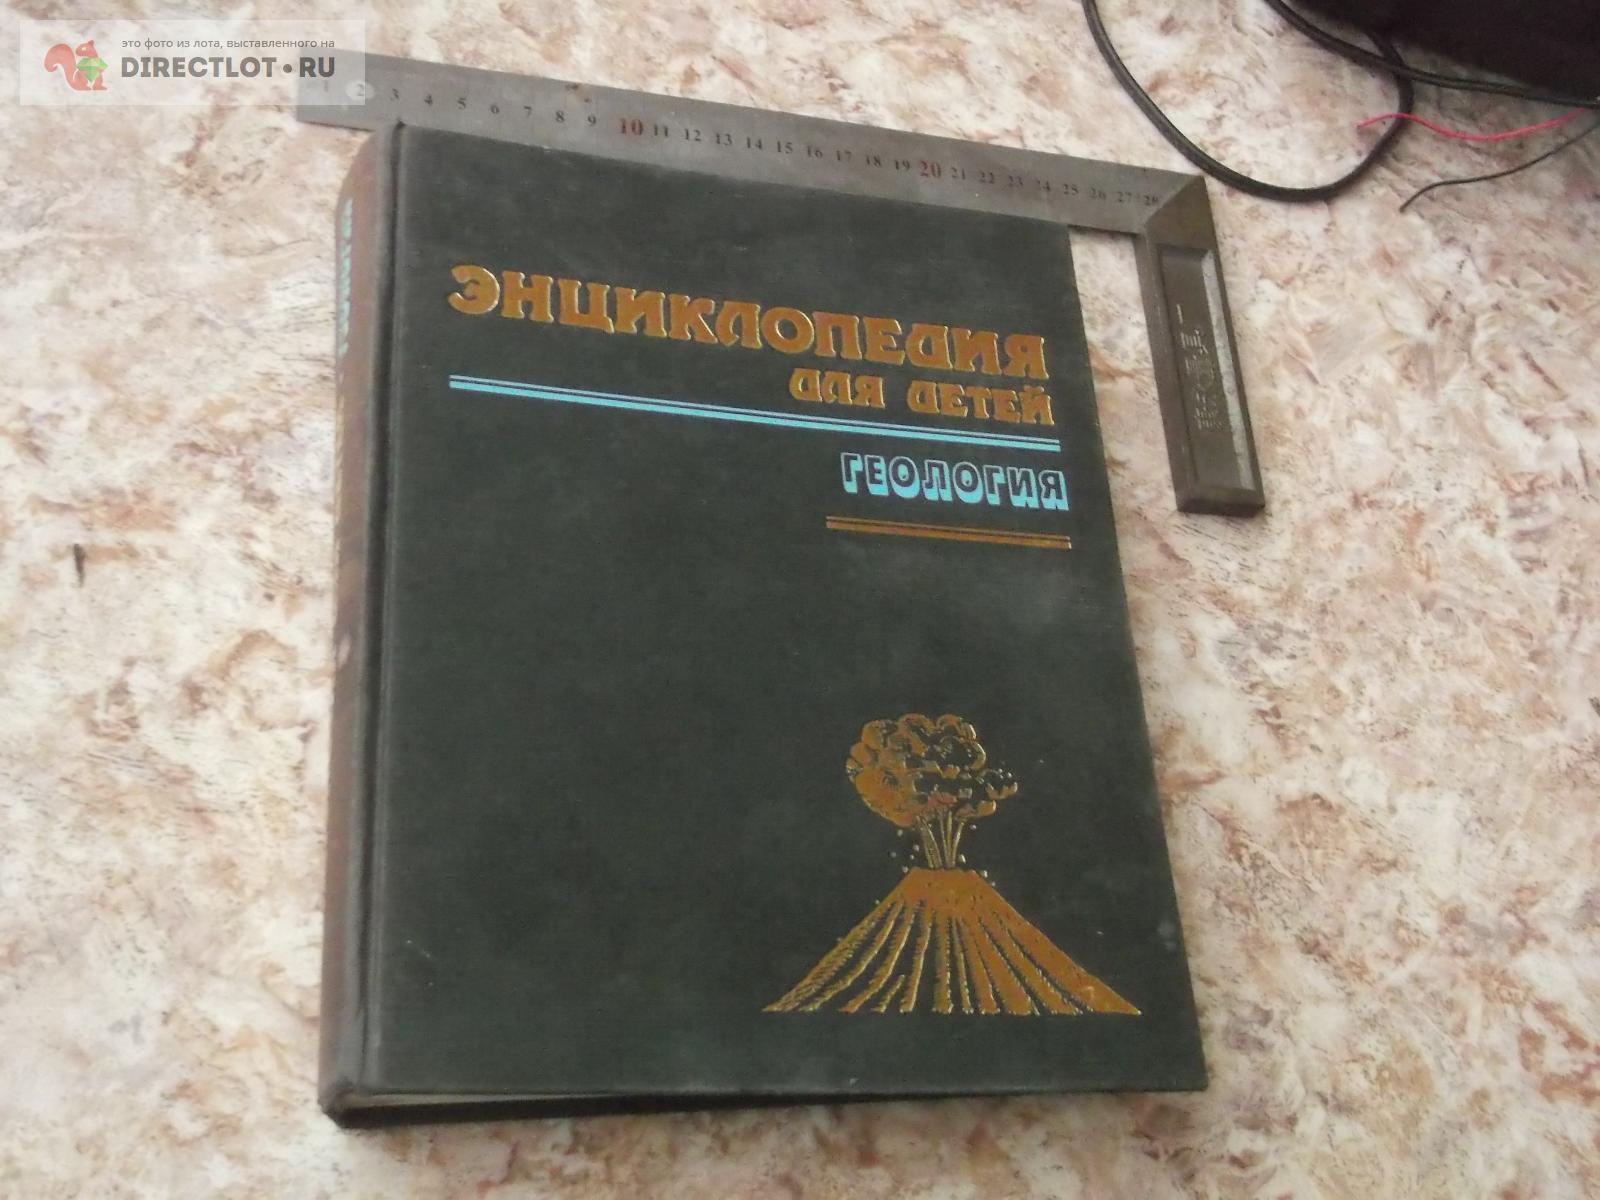 это фото из лота, выставленного на
DIRECTLOT.RU
1 2 3 4 5 6 7 8 9 10 11 12 13 14 15 16 17 18 19 20 21 22 23 24 25 26 27 28
ЭНЦИКЛОПЕДИЯ
ДЛЯ ДЕТЕЙ
ГЕОЛОГИЯ